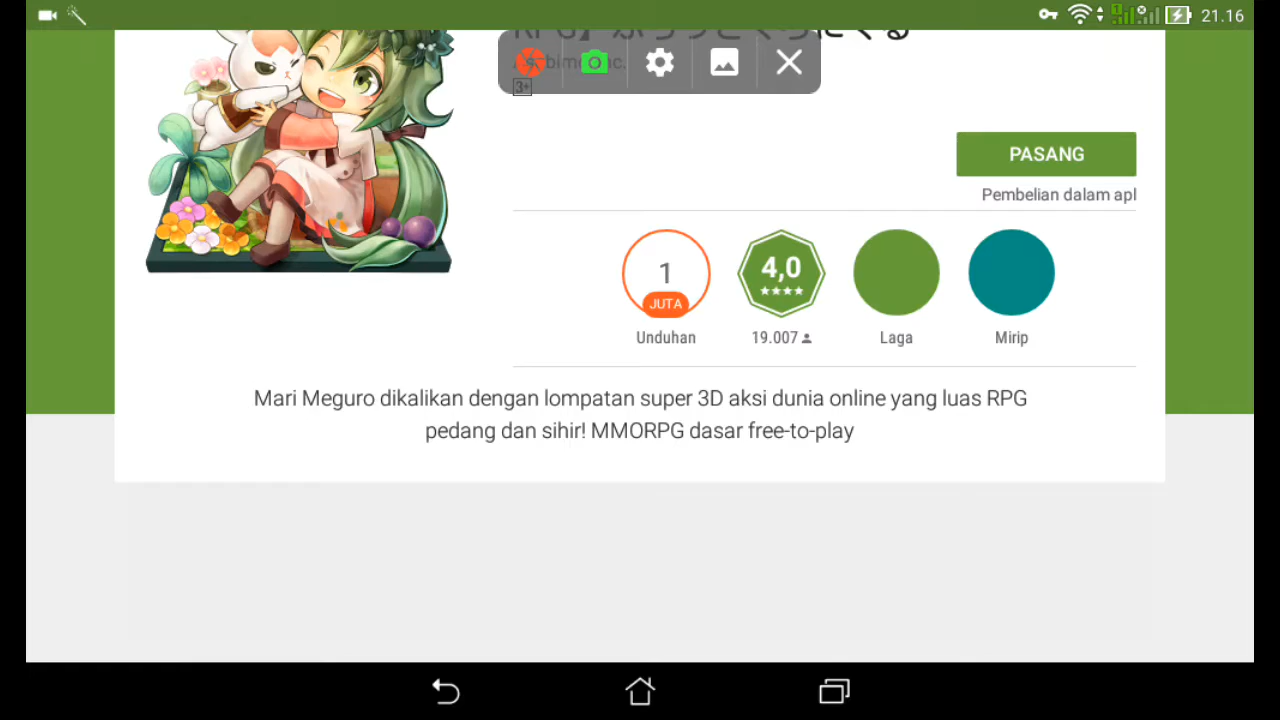 21.16
3+
PASANG
Pembelian dalam apl
1
JUTA
Unduhan
4,0
19.007
Laga
Mirip
Mari Meguro dikalikan dengan lompatan super 3D aksi dunia online yang luas RPG
pedang dan sihir! MMORPG dasar free-to-play